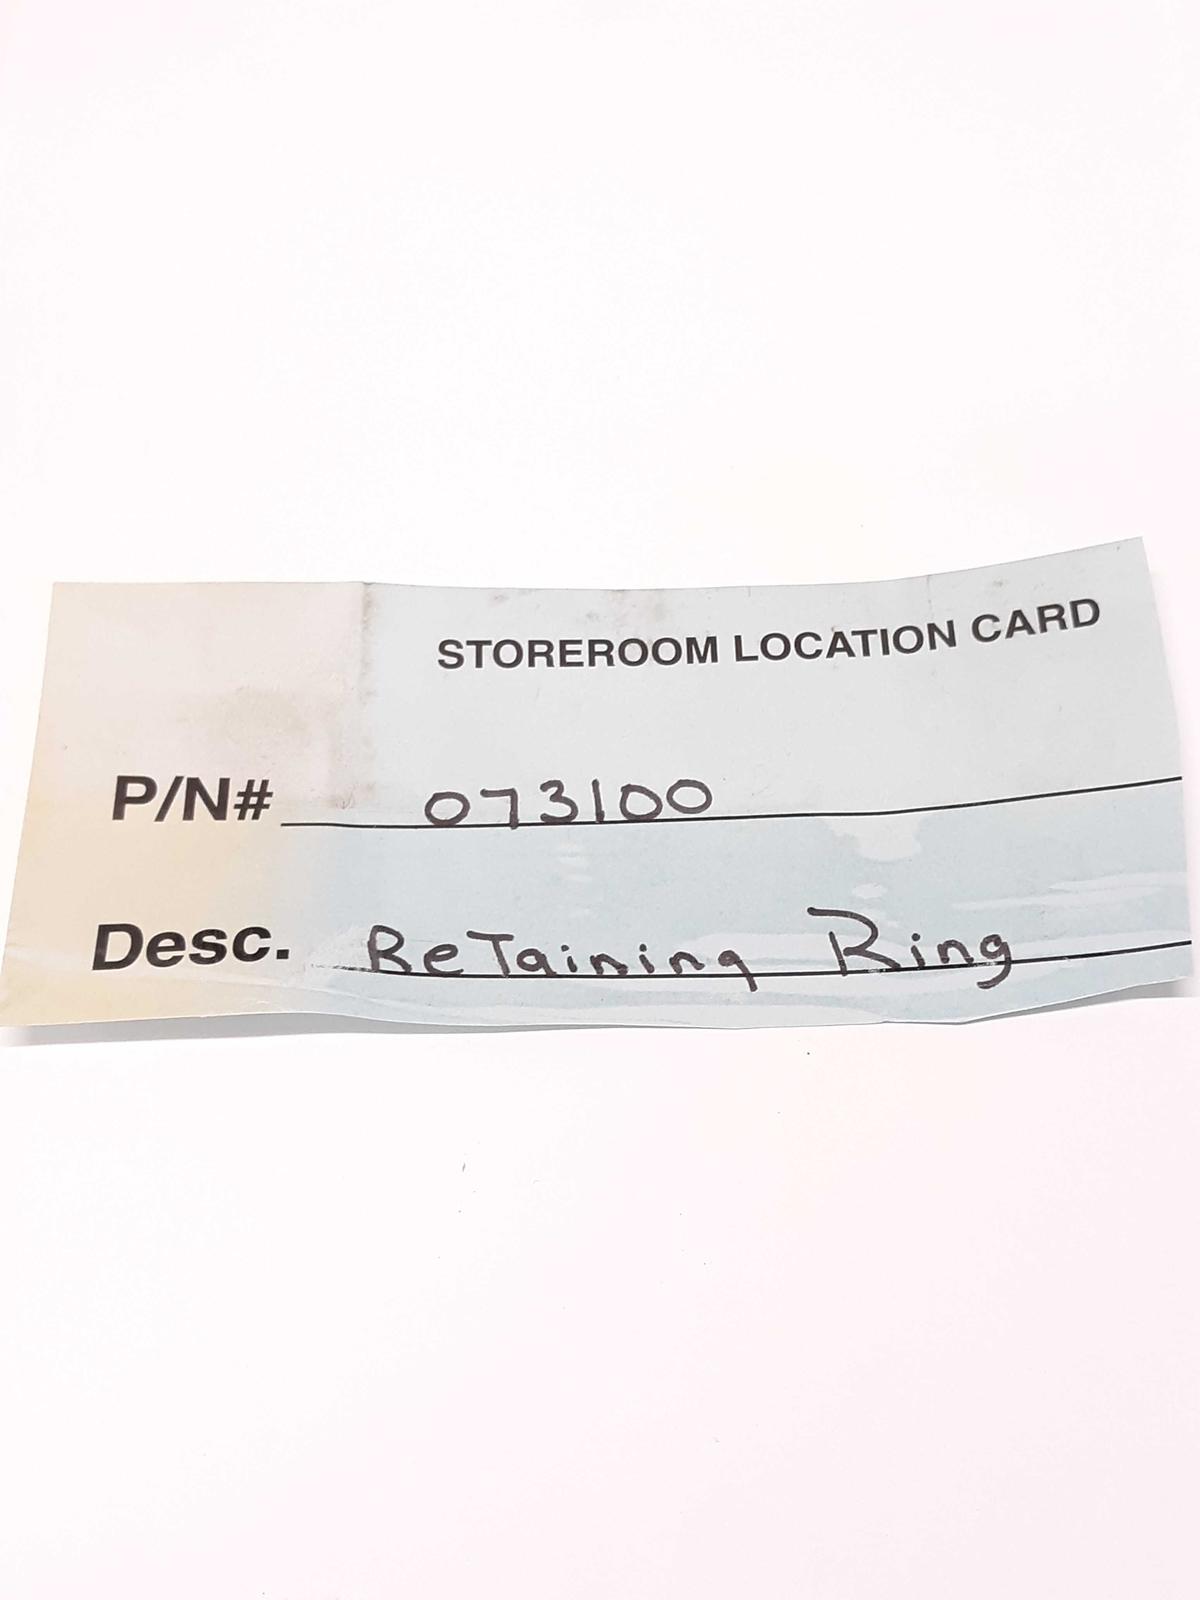 STOREROOM LOCATION CARD
P/N# 073100
Desc. ReTaining Ring